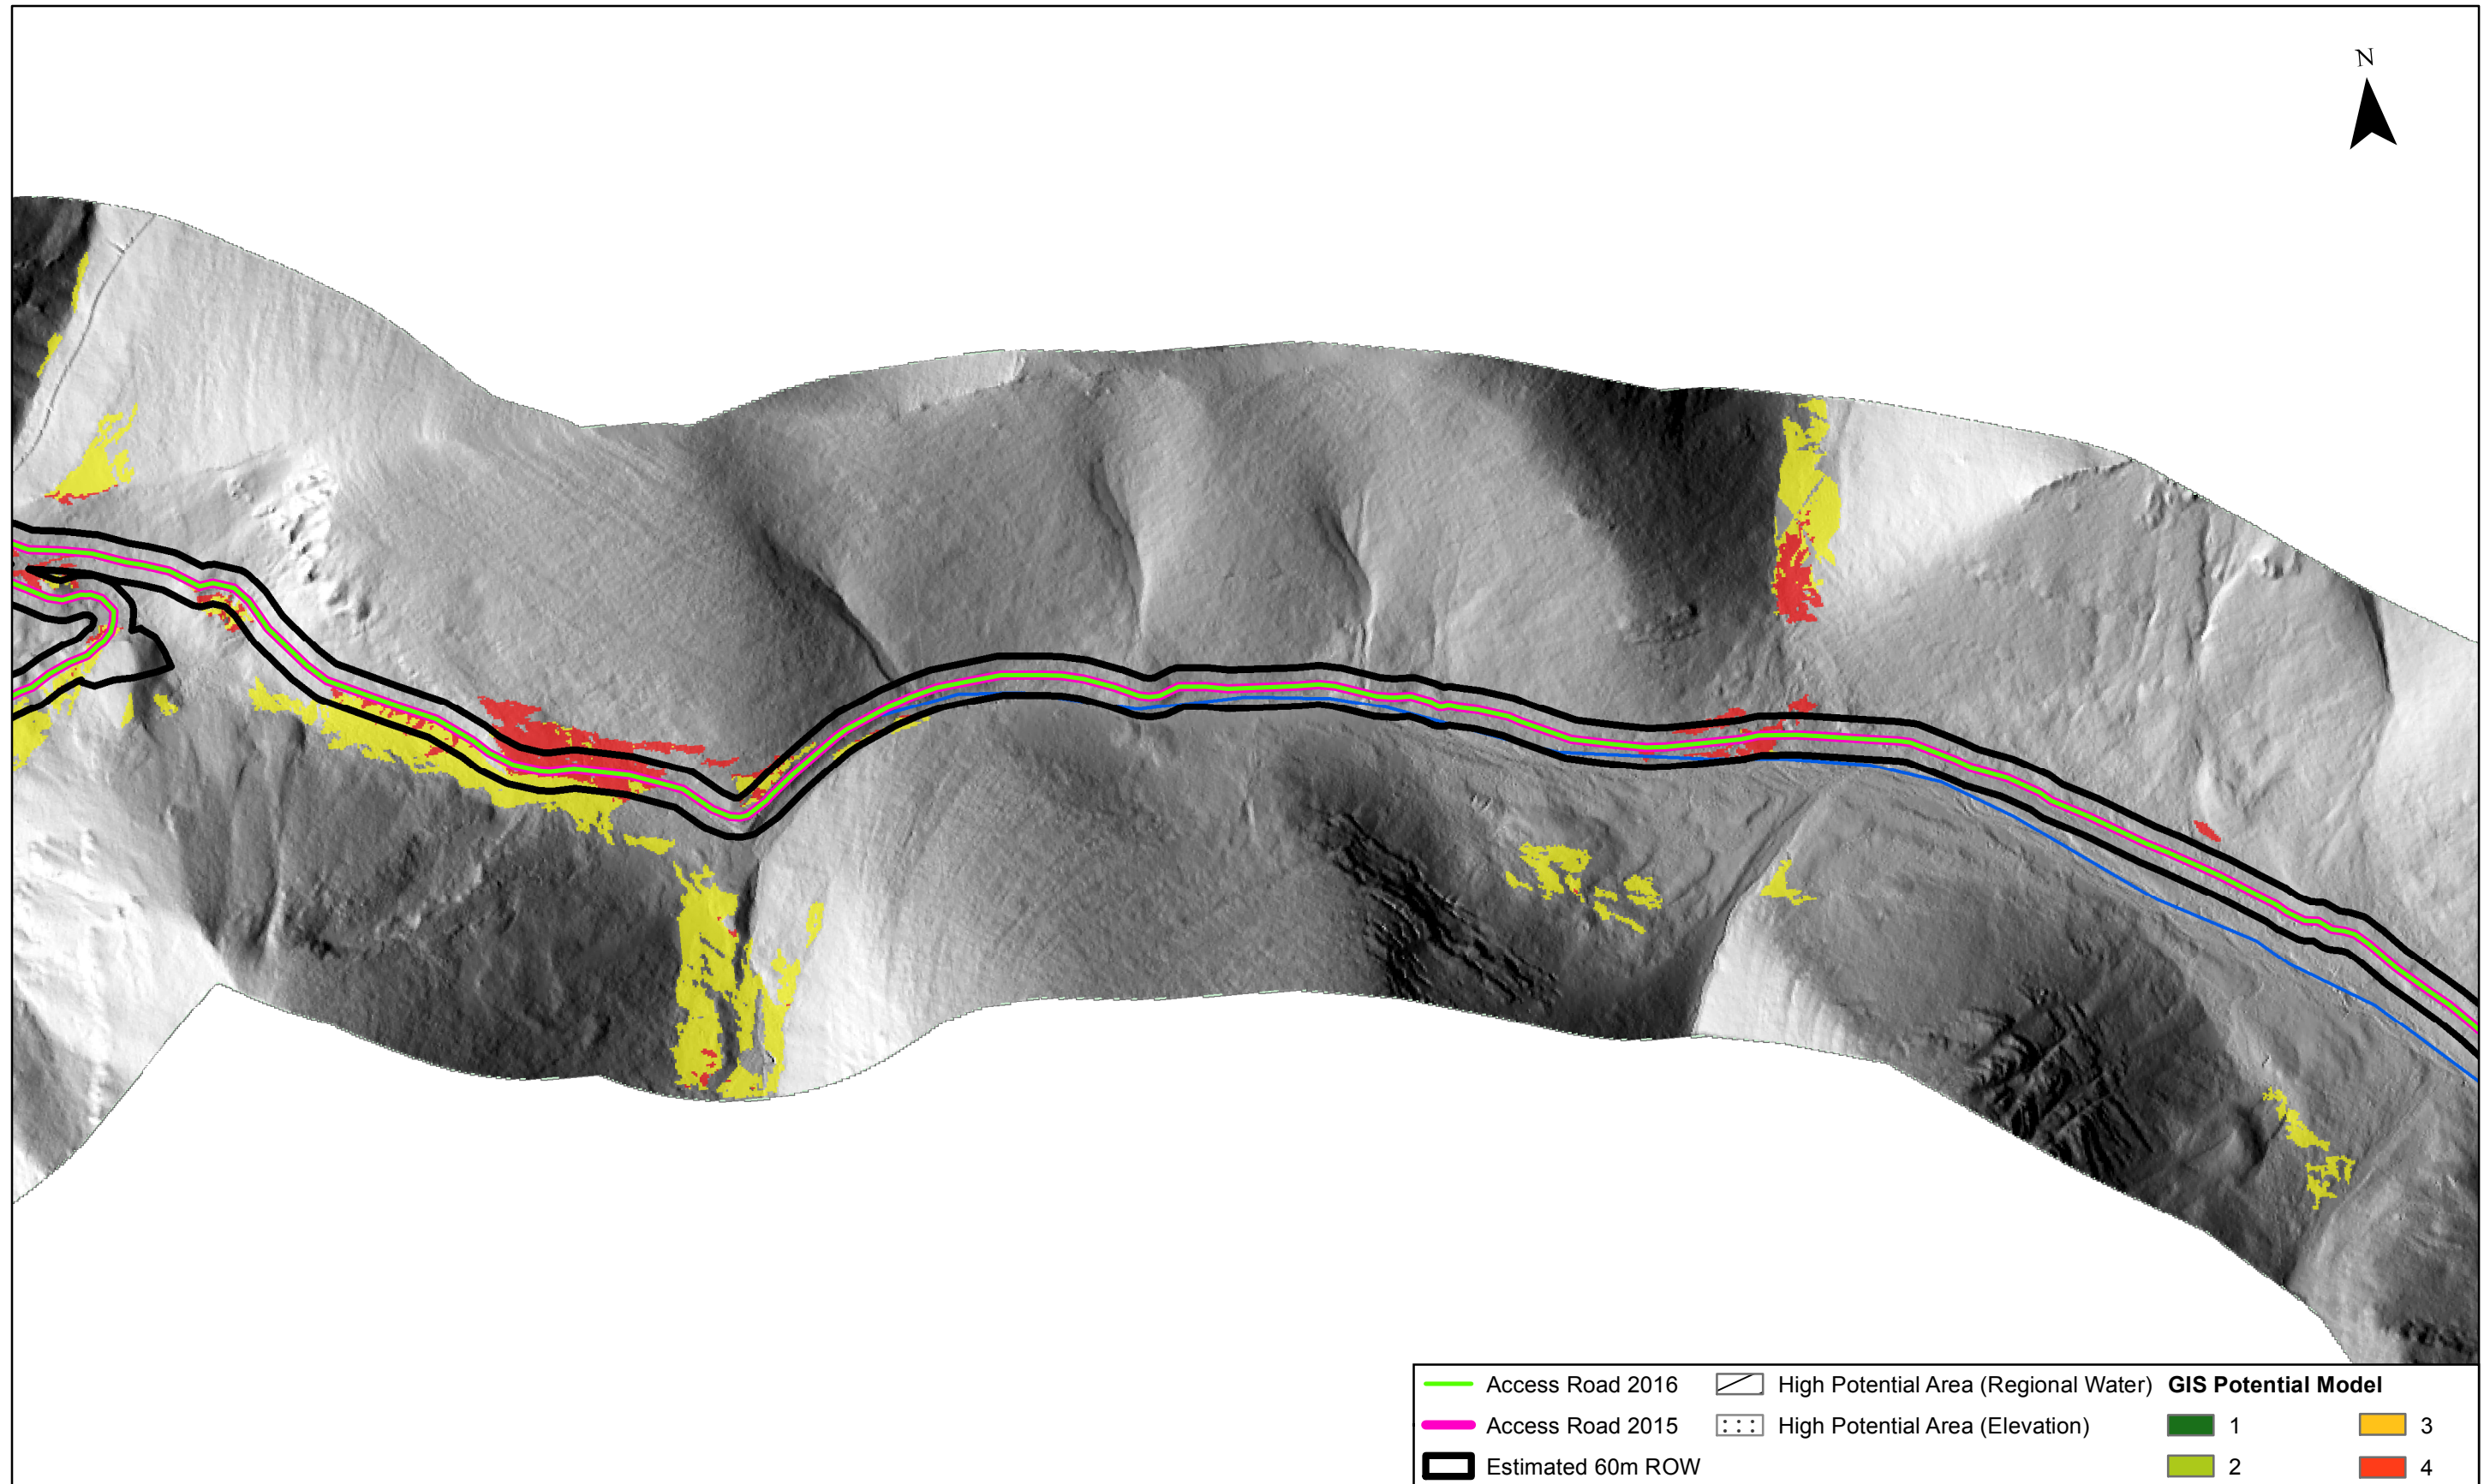 N
Access Road 2016 High Potential Area (Regional Water) GIS Potential Model
Access Road 2015 High Potential Area (Elevation) 1 3
Estimated 60m ROW 2 4